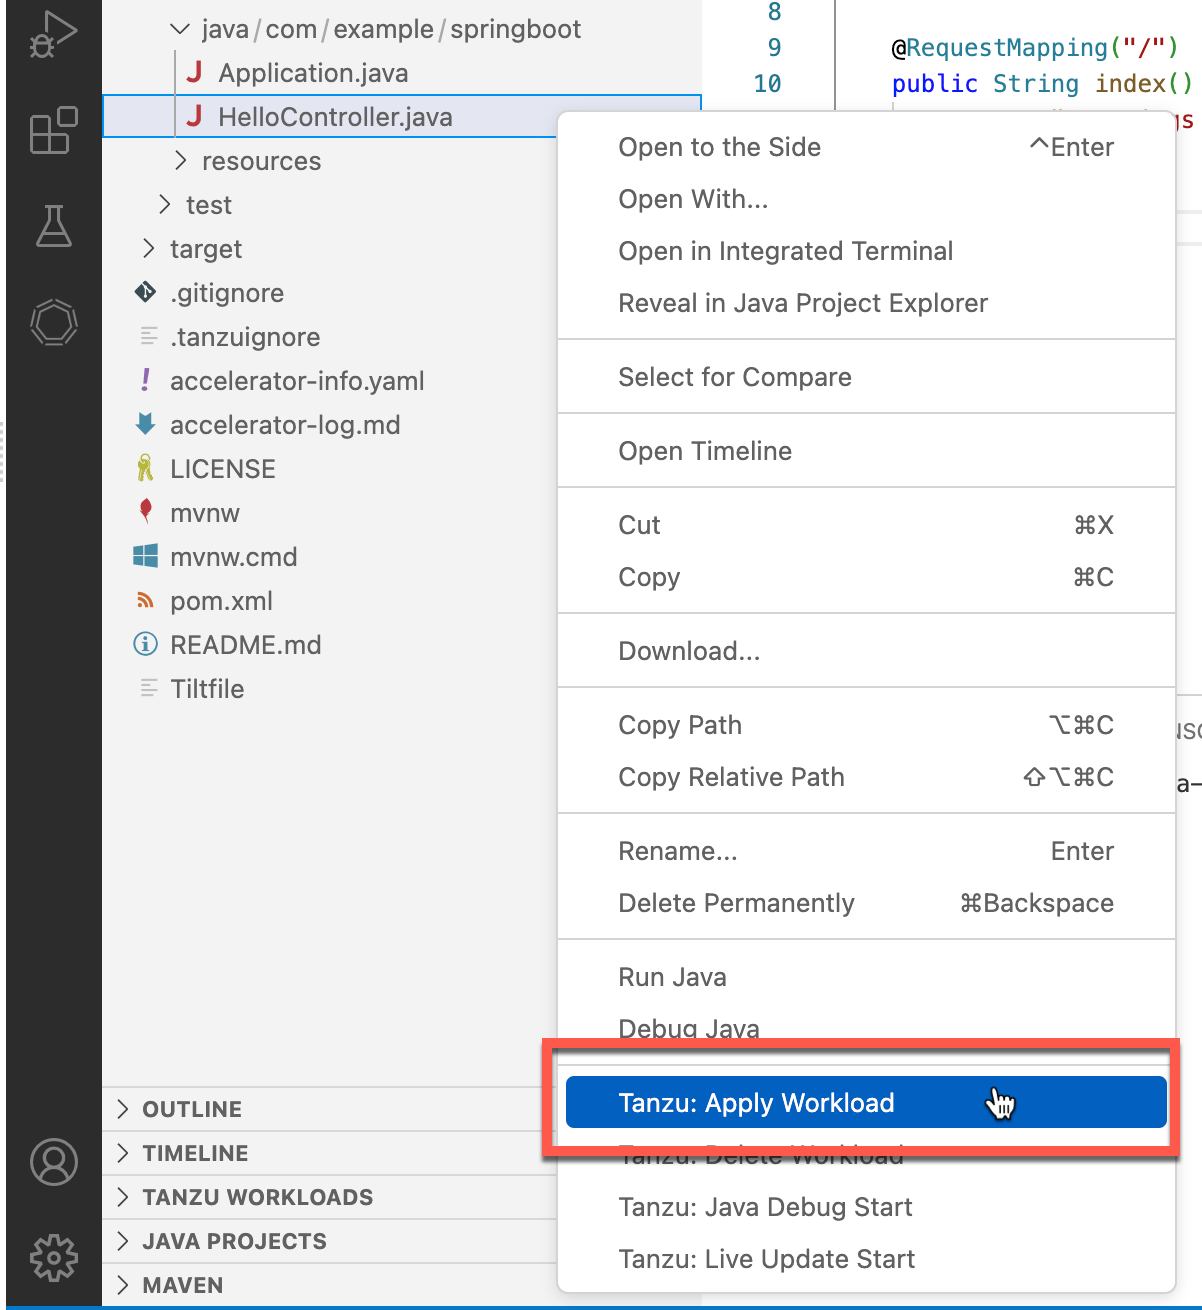 java/com/example/springboot
Application.java
HelloController.java
resources
test
target
.gitignore
.tanzuignore
accelerator-info.yaml
accelerator-log.md
LICENSE
mvnw
mvnw.cmd
pom.xml
README.md
Tiltfile
OUTLINE
TIMELINE
TANZU WORKLOADS
JAVA PROJECTS
MAVEN
8
9 @RequestMapping("/")
10 public String index()
Open to the Side ^Enter
Open With...
Open in Integrated Terminal
Reveal in Java Project Explorer
Select for Compare
Open Timeline
Cut ⌘X
Copy ⌘C
Download...
Copy Path ⌥⌘C
Copy Relative Path ⇧⌥⌘C
Rename... Enter
Delete Permanently ⌘Backspace
Run Java
Debug Java
Tanzu: Apply Workload
Tanzu: Delete Workload
Tanzu: Java Debug Start
Tanzu: Live Update Start